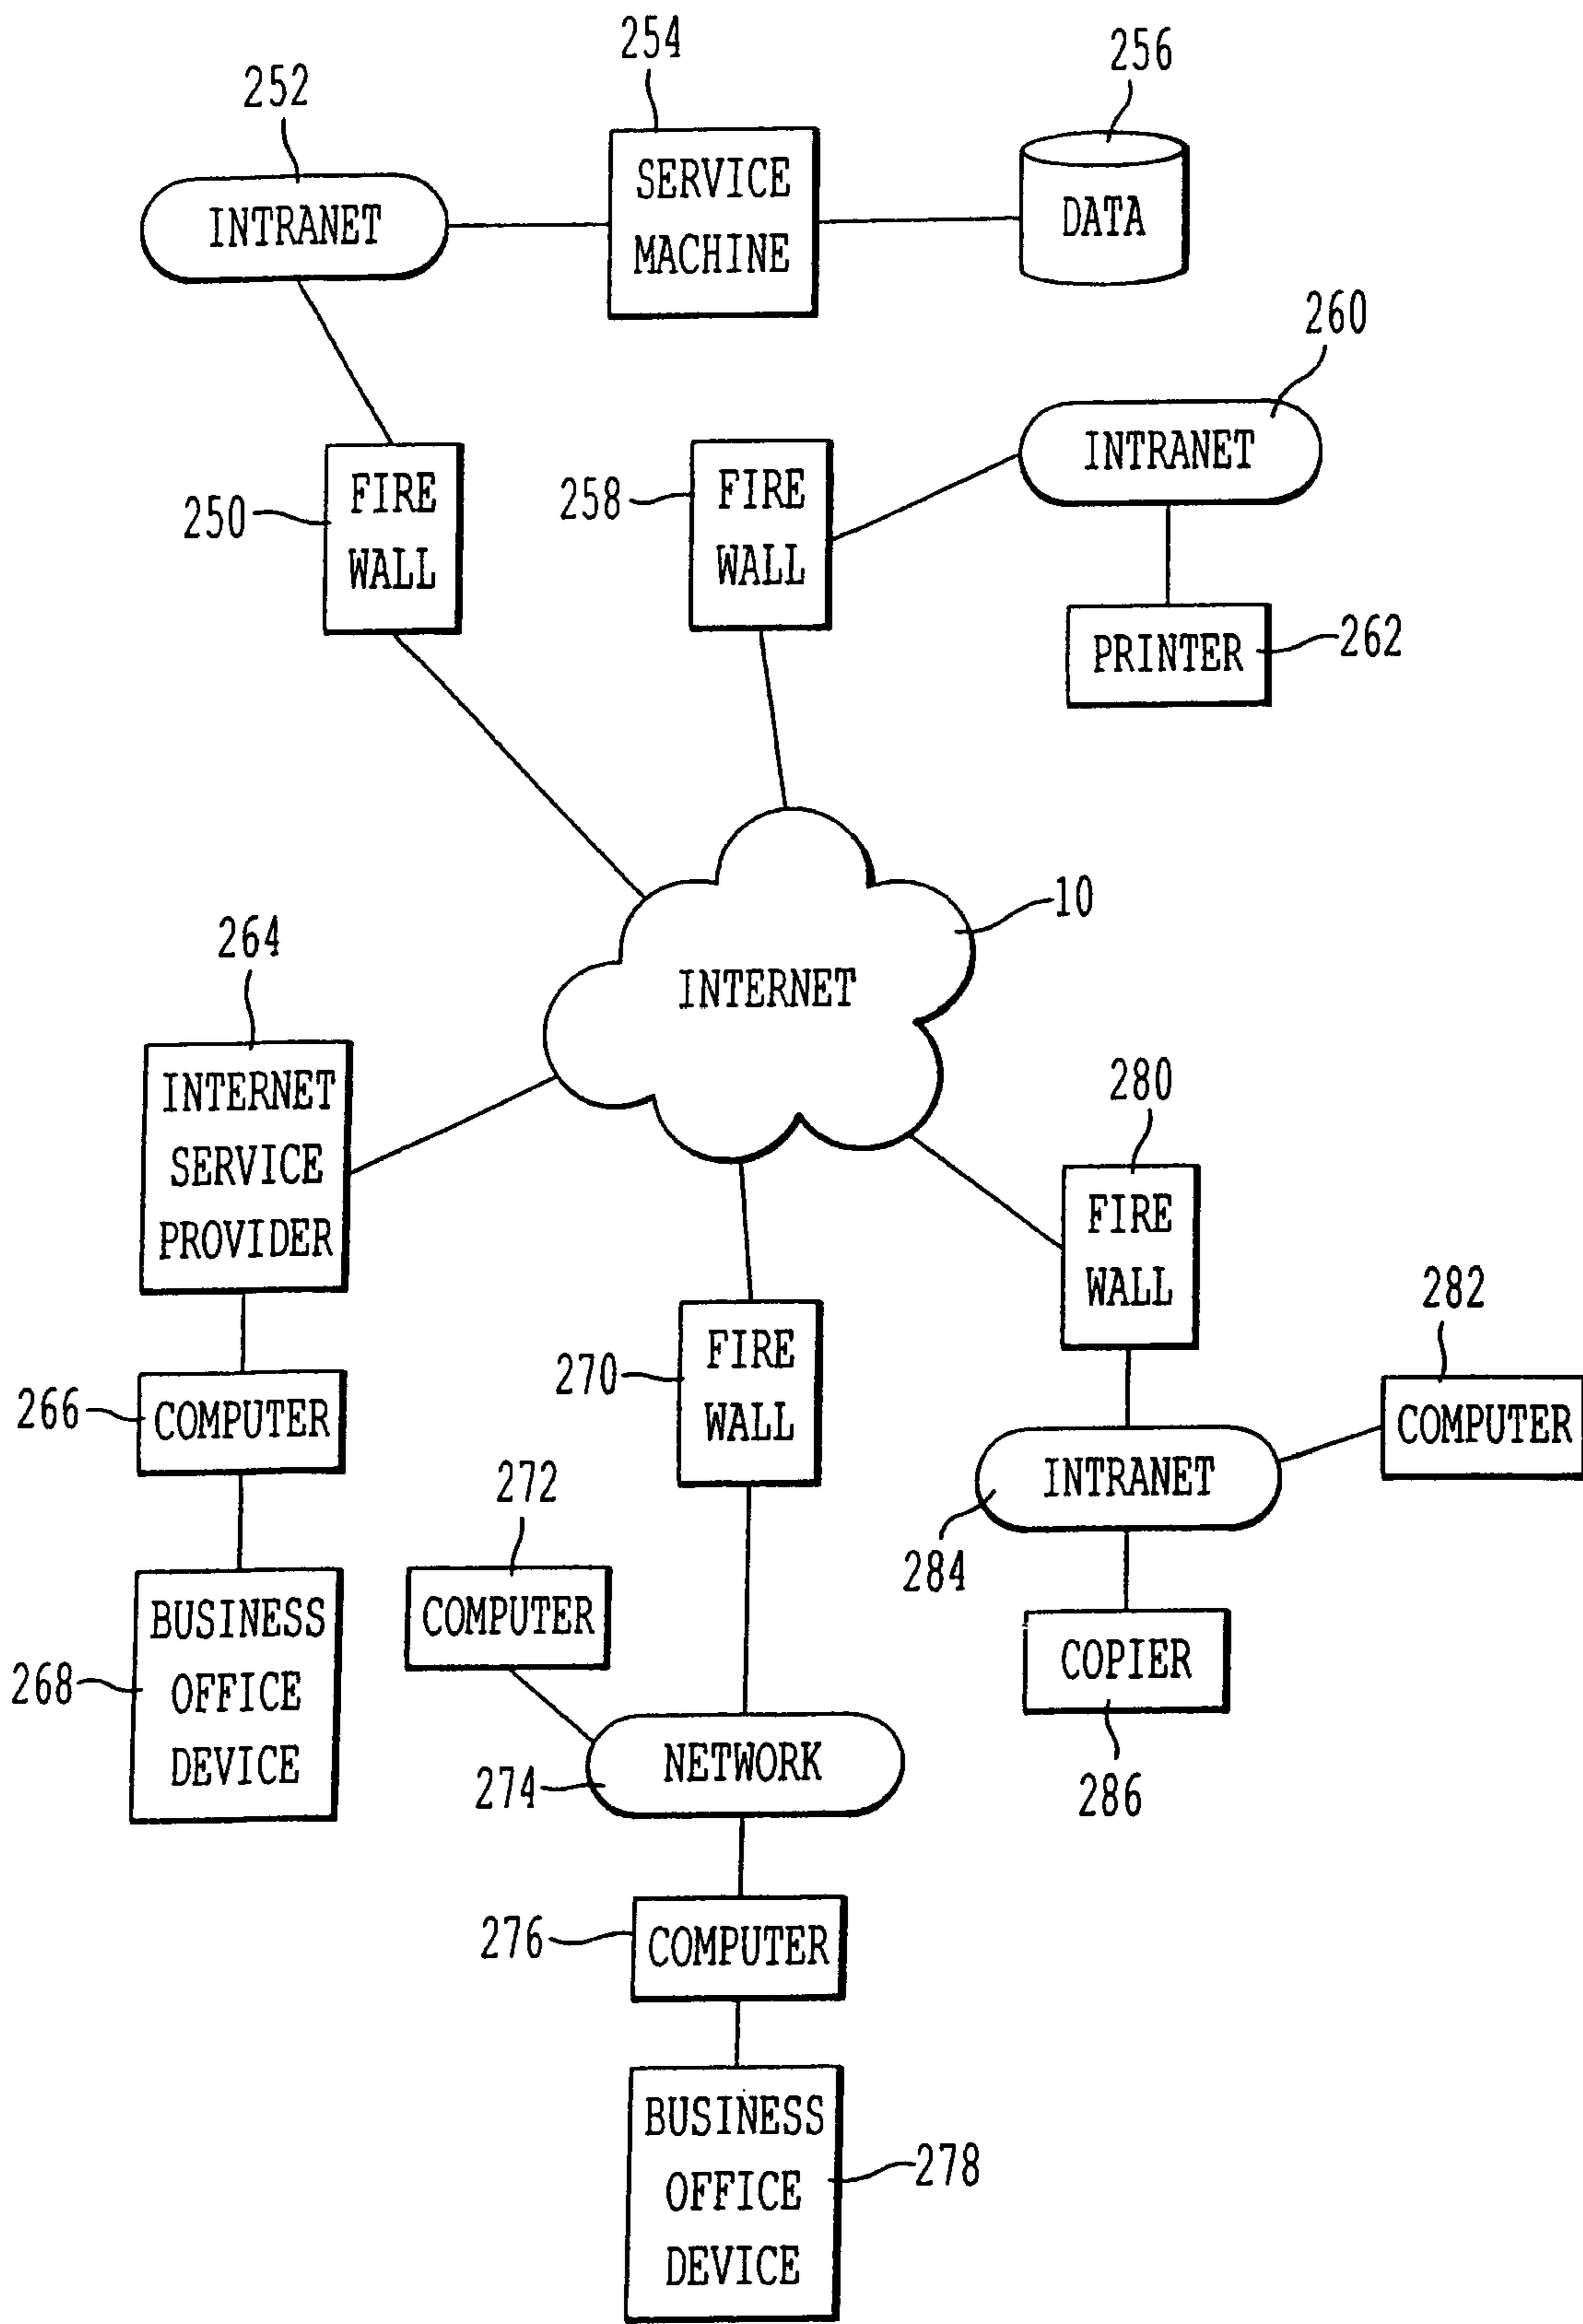 254
256
252
SERVICE
MACHINE
DATA
INTRANET
260
INTRANET
250
FIRE
WALL
258
FIRE
WALL
PRINTER
262
10
INTERNET
264
INTERNET
SERVICE
PROVIDER
280
FIRE
WALL
282
266
COMPUTER
270
FIRE
WALL
COMPUTER
INTRANET
284
272
COMPUTER
268
BUSINESS
OFFICE
DEVICE
COPIER
286
NETWORK
274
276
COMPUTER
BUSINESS
OFFICE
DEVICE
278